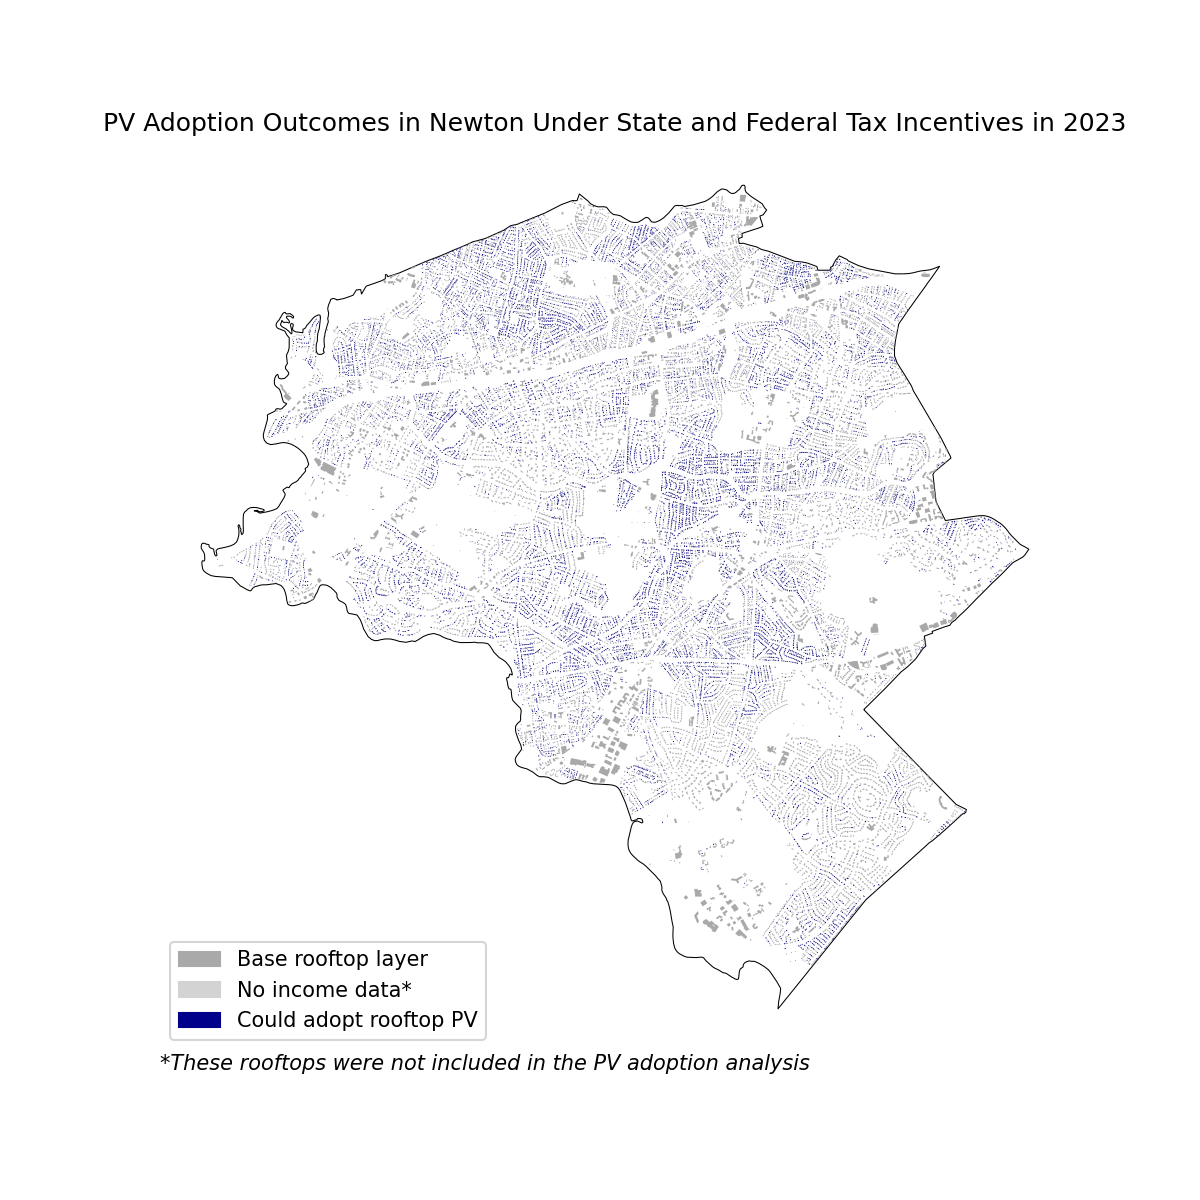 PV Adoption Outcomes in Newton Under State and Federal Tax Incentives in 2023
Base rooftop layer
No income data*
Could adopt rooftop PV
*These rooftops were not included in the PV adoption analysis